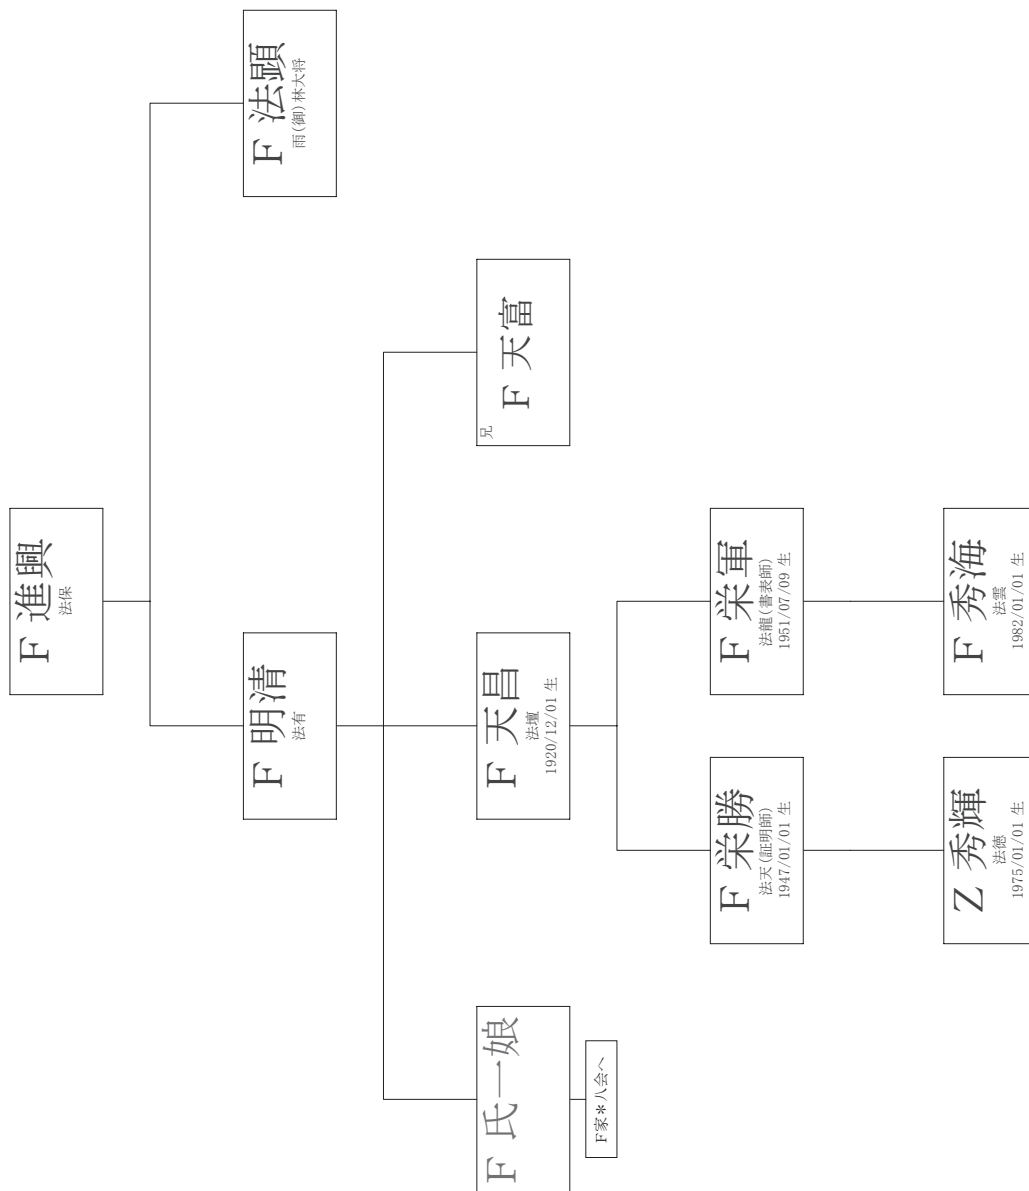 F 進興
法保
F 明清
法有
F 法顕
雨(御)林大将
F 氏一娘
F家*八会へ
F 天昌
法壇
1920/12/01 生
兄
F 天富
F 栄勝
法天(証明師)
1947/01/01 生
F 栄軍
法龍(書表師)
1951/07/09 生
Z 秀輝
法徳
1975/01/01 生
F 秀海
法雲
1982/01/01 生